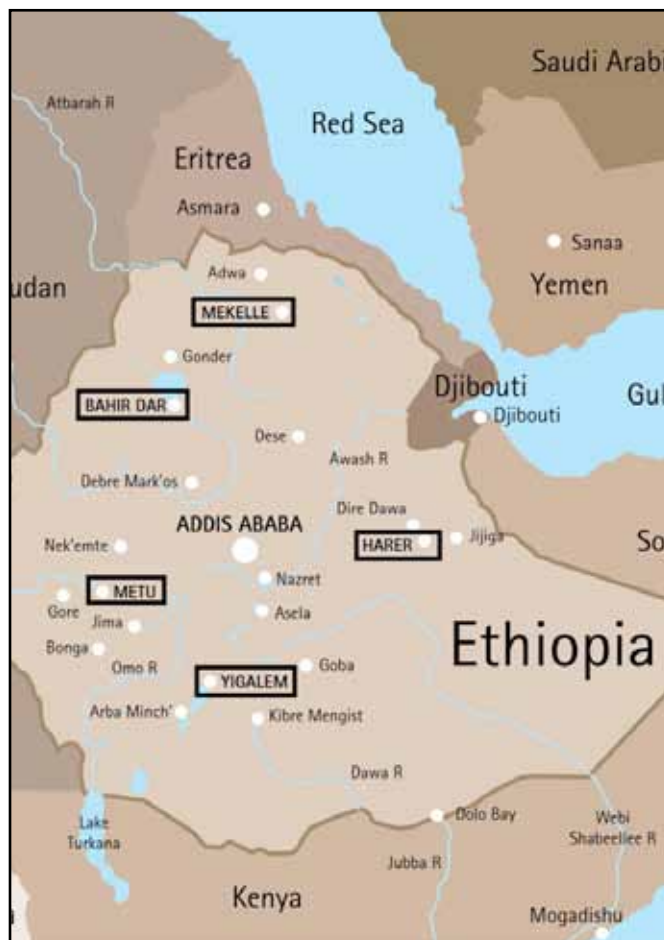 Saudi Arabi
Atbarah R
Red Sea
Eritrea
Asmara
Sanaa
Adwa
udan
Yemen
MEKELLE
Gonder
Djibouti
Gul
BAHIR DAR
Djibouti
Dese
Awash R
Debre Mark'os
Dire Dawa
ADDIS ABABA
Nek'emte
HARER
Jijiga
So
Nazret
METU
Gore
Asela
Jima
Ethiopia
Bonga
Omo R
Goba
YIGALEM
Arba Minch'
Kibre Mengist
Dawa R
Dolo Bay
Lake
Turkana
Webi
Shabeellee R
Jubba R
Kenya
a
Mogadishu